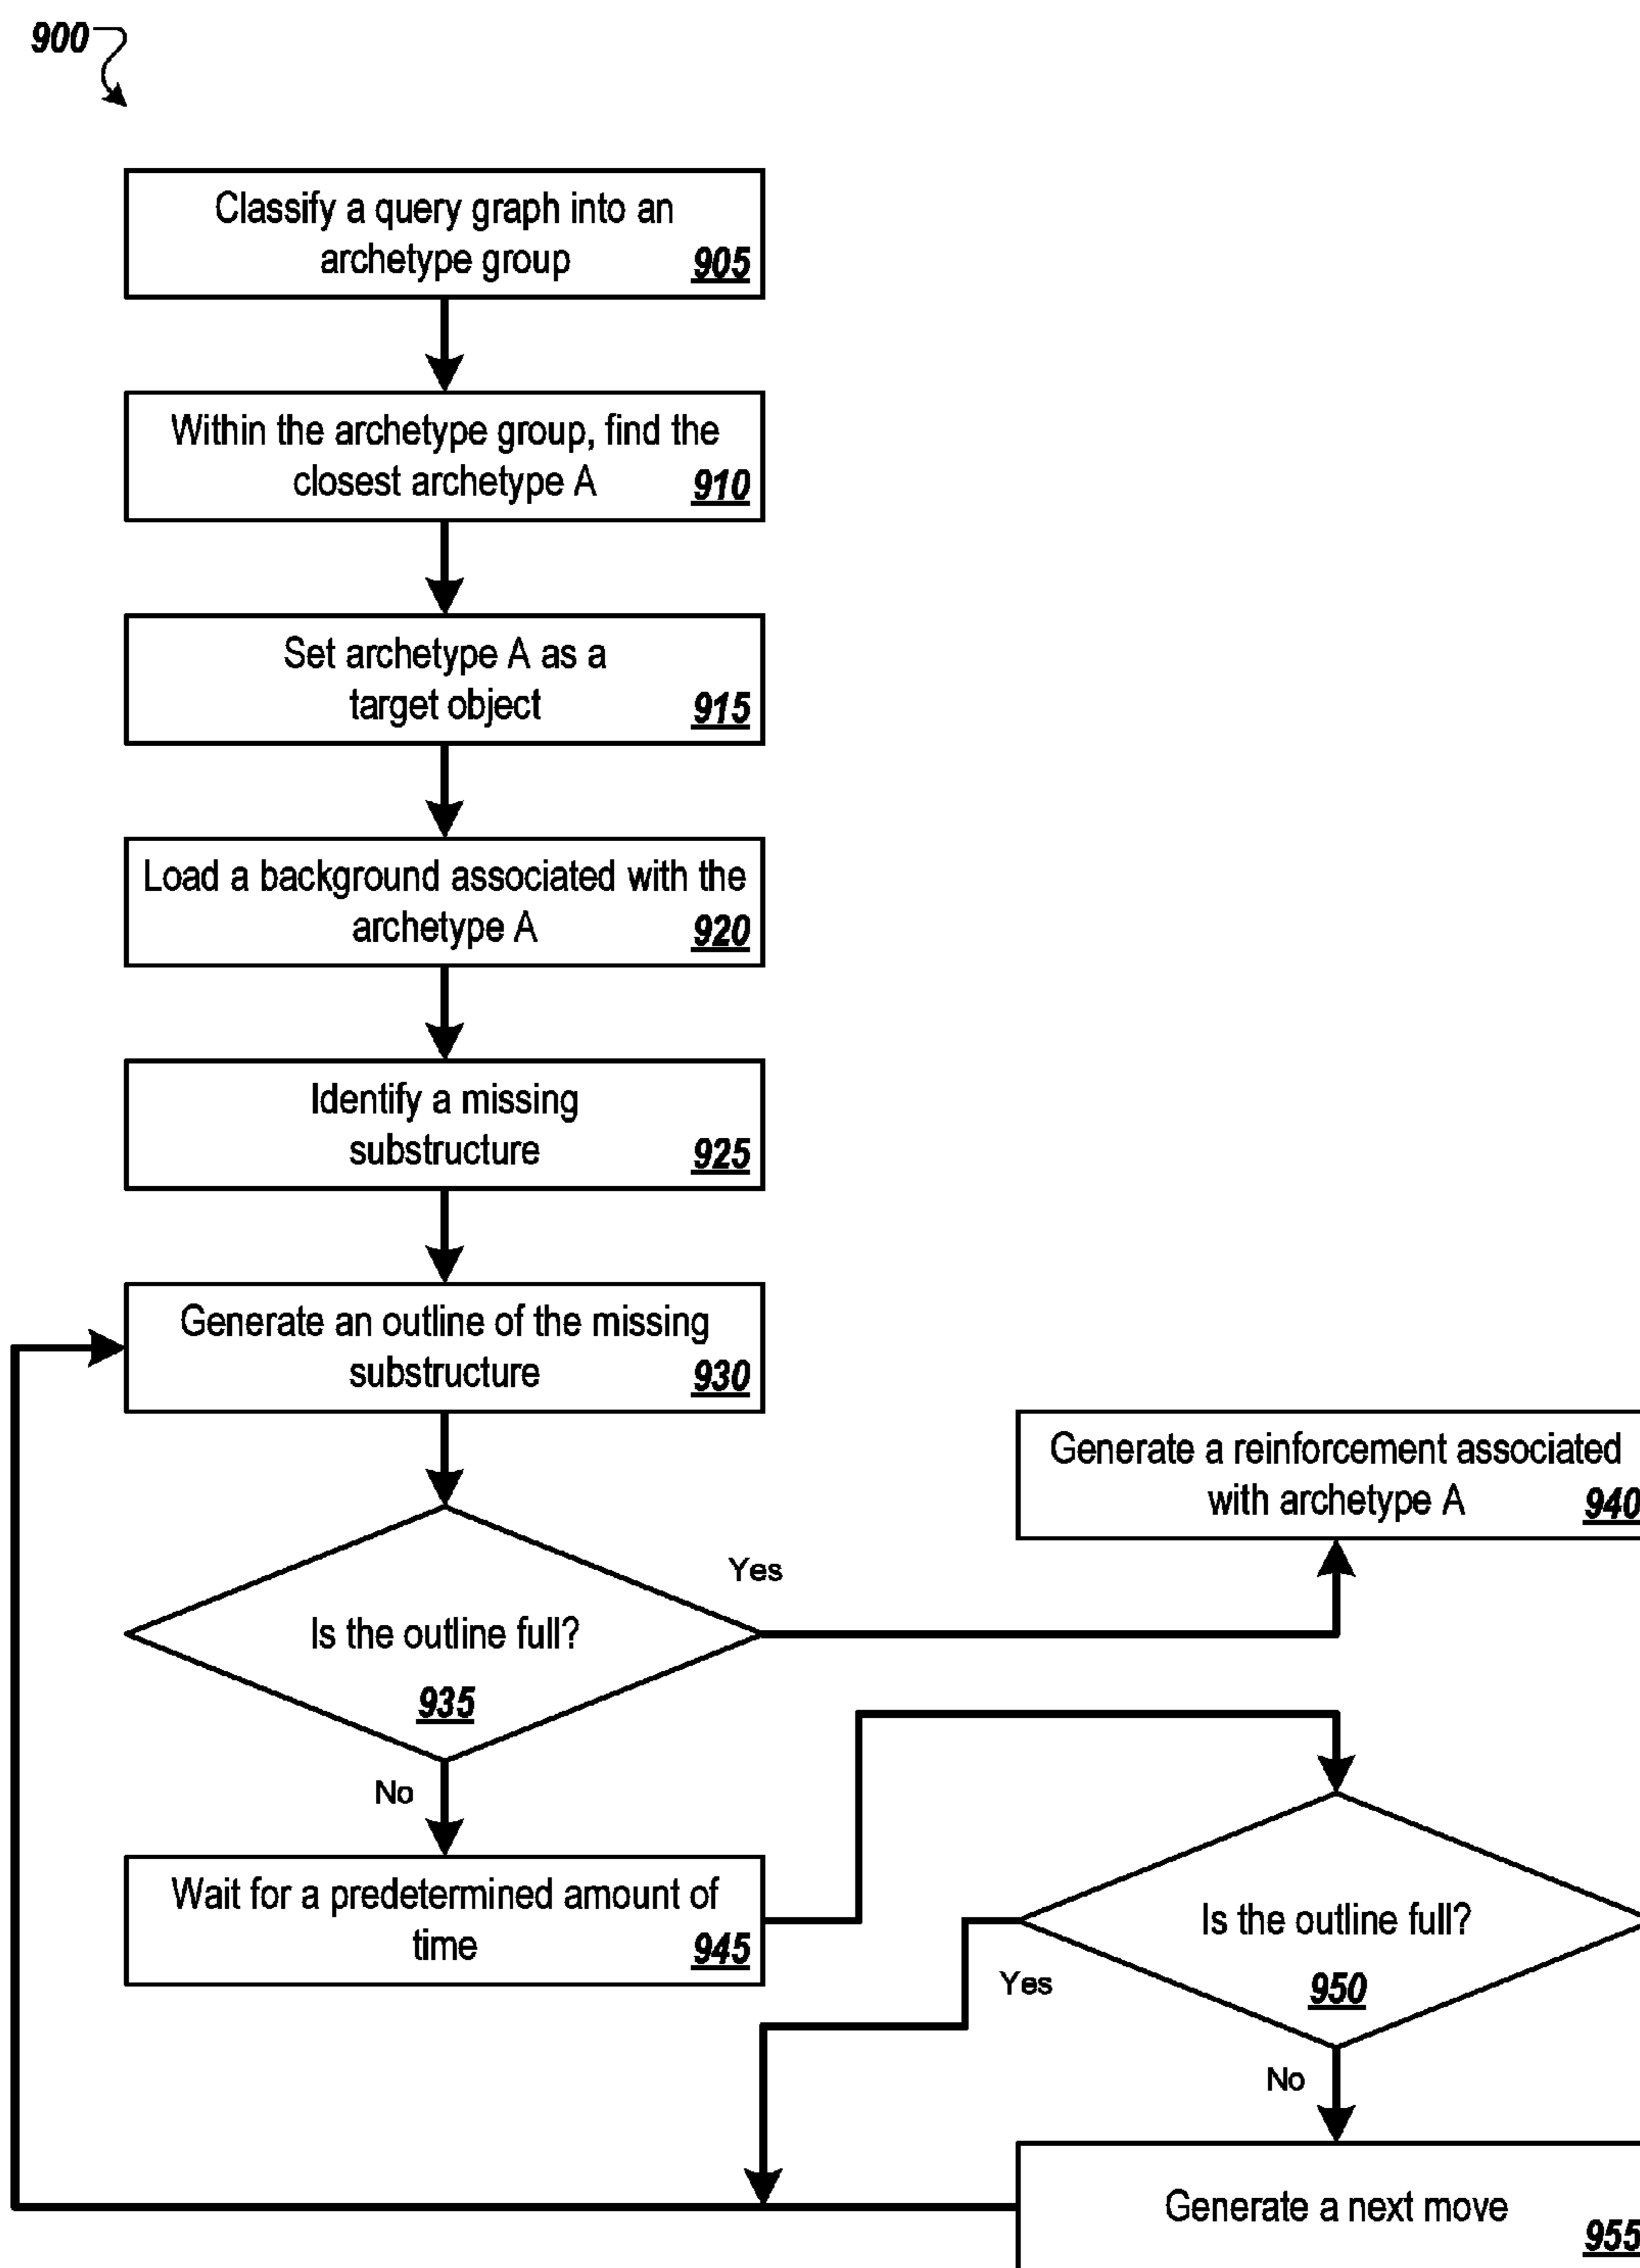 900
Classify a query graph into an
archetype group 905
Within the archetype group, find the
closest archetype A 910
Set archetype A as a
target object 915
Load a background associated with the
archetype A 920
Identify a missing
substructure 925
Generate an outline of the missing
substructure 930
Generate a reinforcement associated
with archetype A 940
Yes
Is the outline full?
935
No
Wait for a predetermined amount of
time 945
Is the outline full?
950
Yes
No
Generate a next move
955